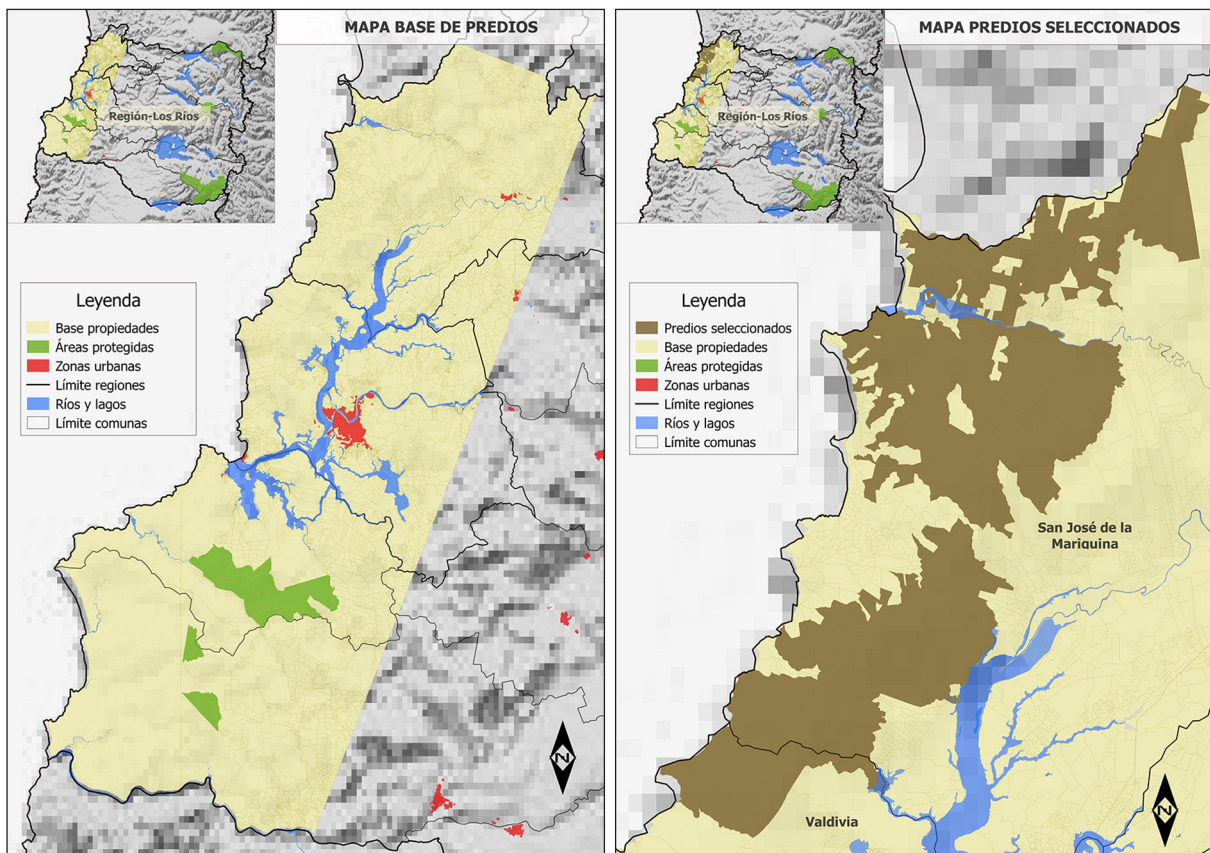 MAPA BASE DE PREDIOS
Región-Los Ríos
Leyenda
Base propiedades
Áreas protegidas
Zonas urbanas
Límite regiones
Ríos y lagos
Límite comunas
N
MAPA PREDIOS SELECCIONADOS
Región-Los Ríos
Leyenda
Predios seleccionados
Base propiedades
Áreas protegidas
Zonas urbanas
Límite regiones
Ríos y lagos
Límite comunas
San José de la
Mariquina
Valdivia
N